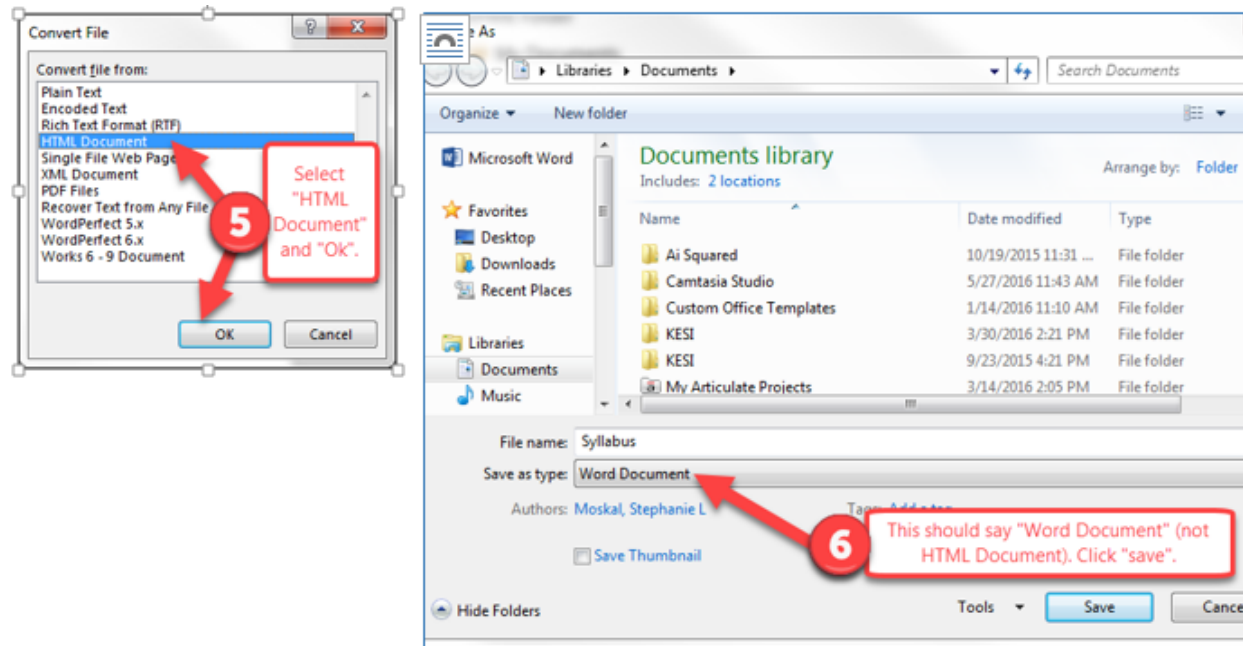 Convert File
Convert file from:
Plain Text
Encoded Text
Rich Text Format (RTF)
HTML Document
Single File Web Page
XML Document
PDF Files
Recover Text from Any File
WordPerfect 5.x
WordPerfect 6.x
Works 6 - 9 Document
5
Select
"HTML
Document"
and "Ok".
OK
Cancel
As
Libraries
Documents
Search Documents
Organize
New folder
Microsoft Word
Favorites
Desktop
Downloads
Recent Places
Libraries
Documents
Music
Documents library
Includes: 2 locations
Arrange by: Folder
Name Date modified Type
Ai Squared 10/19/2015 11:31 ... File folder
Camtasia Studio 5/27/2016 11:43 AM File folder
Custom Office Templates 1/14/2016 11:10 AM File folder
KESI 3/30/2016 2:21 PM File folder
KESI 9/23/2015 4:21 PM File folder
My Articulate Projects 3/14/2016 2:05 PM File folder
File name: Syllabus
Save as type: Word Document
Authors: Moskal, Stephanie L
Tags: Add a tag
Save Thumbnail
6
This should say "Word Document" (not
HTML Document). Click "save".
Hide Folders
Tools
Save
Cance